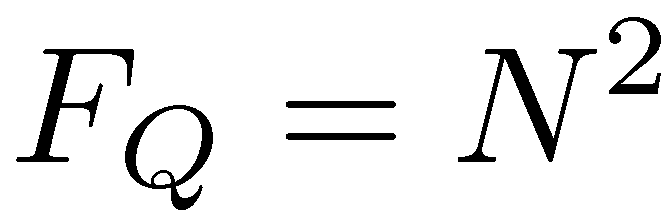 F_Q = N^2